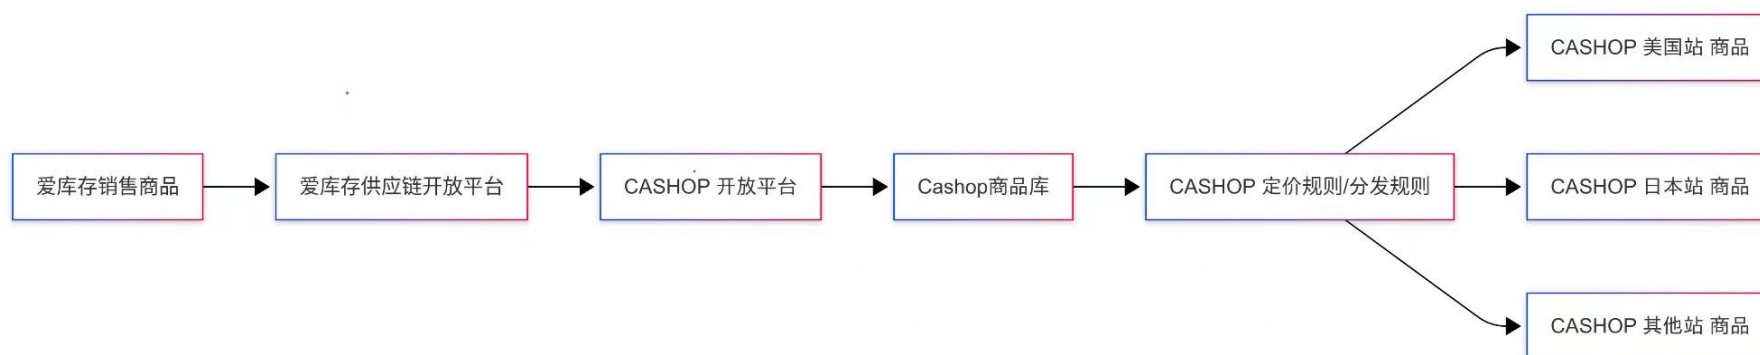 CASHOP 美国站 商品
爱库存销售商品
爱库存供应链开放平台
CASHOP 开放平台
Cashop商品库
CASHOP 定价规则/分发规则
CASHOP 日本站 商品
CASHOP 其他站 商品